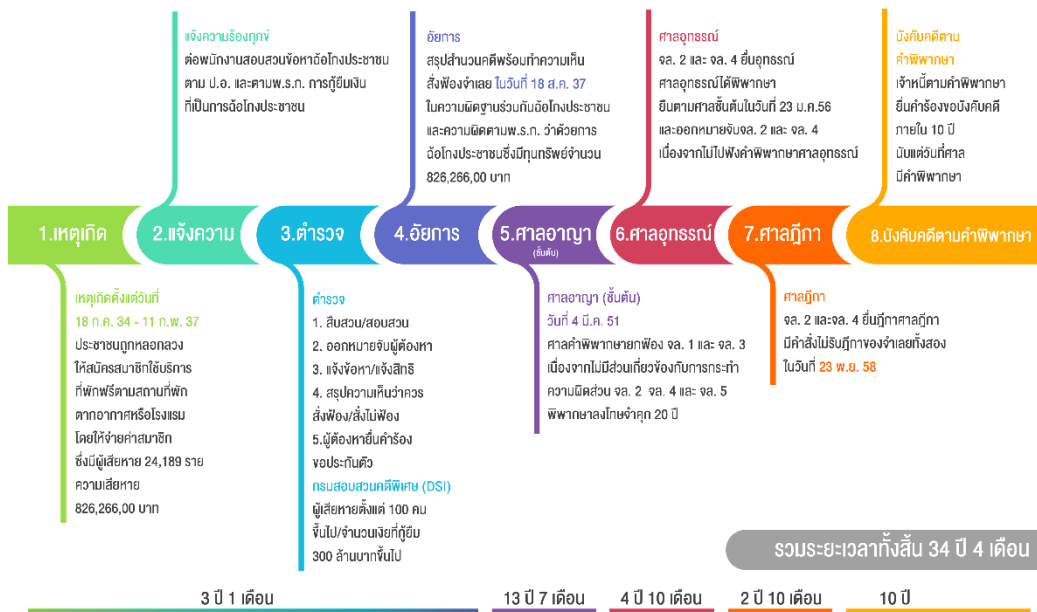 แจ้งความร้องทุกข์
ต่อพนักงานสอบสวนข้อหาฉ้อโกงประชาชน
ตาม ป.อ. และตามพ.ร.ก. การกู้ยืมเงิน
ที่เป็นการฉ้อโกงประชาชน
อัยการ
สรุปสำนวนคดีพร้อมทำความเห็น
สั่งฟ้องจำเลย ในวันที่ 18 ส.ค. 37
ในความผิดฐานร่วมกันฉ้อโกงประชาชน
และความผิดตามพ.ร.ก. ว่าด้วยการ
ฉ้อโกงประชาชนซึ่งมีทุนทรัพย์จำนวน
826,266,00 บาท
ศาลอุทธรณ์
จล. 2 และ จล. 4 ยื่นอุทธรณ์
ศาลอุทธรณ์ได้พิพากษา
ยืนตามศาลชั้นต้นในวันที่ 23 ม.ค.56
และออกหมายจับจล. 2 และ จล. 4
เนื่องจากไม่ไปฟังคำพิพากษาศาลอุทธรณ์
บังคับคดีตาม
คำพิพากษา
เจ้าหนี้ตามคำพิพากษา
ยื่นคำร้องขอบังคับคดี
ภายใน 10 ปี
นับแต่วันที่ศาล
มีคำพิพากษา
1.เหตุเกิด
2.แจ้งความ
3.ตำรวจ
4.อัยการ
5.ศาลอาญา
(ชั้นต้น)
6.ศาลอุทธรณ์
7.ศาลฎีกา
8.บังคับคดีตามคำพิพากษา
เหตุเกิดตั้งแต่วันที่
18 ก.ค. 34 - 11 ก.พ. 37
ประชาชนถูกหลอกลวง
ให้สมัครสมาชิกใช้บริการ
ที่พักฟรีตามสถานที่พัก
ตากอากาศหรือโรงแรม
โดยให้จ่ายค่าสมาชิก
ซึ่งมีผู้เสียหาย 24,189 ราย
ความเสียหาย
826,266,00 บาท
ตำรวจ
1. สืบสวน/สอบสวน
2. ออกหมายจับผู้ต้องหา
3. แจ้งข้อหา/แจ้งสิทธิ
4. สรุปความเห็นว่าควร
สั่งฟ้อง/สั่งไม่ฟ้อง
5.ผู้ต้องหายื่นคำร้อง
ขอประกันตัว
กรมสอบสวนคดีพิเศษ (DSI)
ผู้เสียหายตั้งแต่ 100 คน
ขึ้นไป/จำนวนเงินที่กู้ยืม
300 ล้านบาทขึ้นไป
ศาลอาญา (ชั้นต้น)
วันที่ 4 มี.ค. 51
ศาลคำพิพากษายกฟ้อง จล. 1 และ จล. 3
เนื่องจากไม่มีส่วนเกี่ยวข้องกับการกระทำ
ความผิดส่วน จล. 2 จล. 4 และ จล. 5
พิพากษาลงโทษจำคุก 20 ปี
ศาลฎีกา
จล. 2 และจล. 4 ยื่นฎีกาศาลฎีกา
มีคำสั่งไม่รับฎีกาของจำเลยทั้งสอง
ในวันที่ 23 พ.ย. 58
รวมระยะเวลาทั้งสิ้น 34 ปี 4 เดือน
3 ปี 1 เดือน
13 ปี 7 เดือน
4 ปี 10 เดือน
2 ปี 10 เดือน
10 ปี